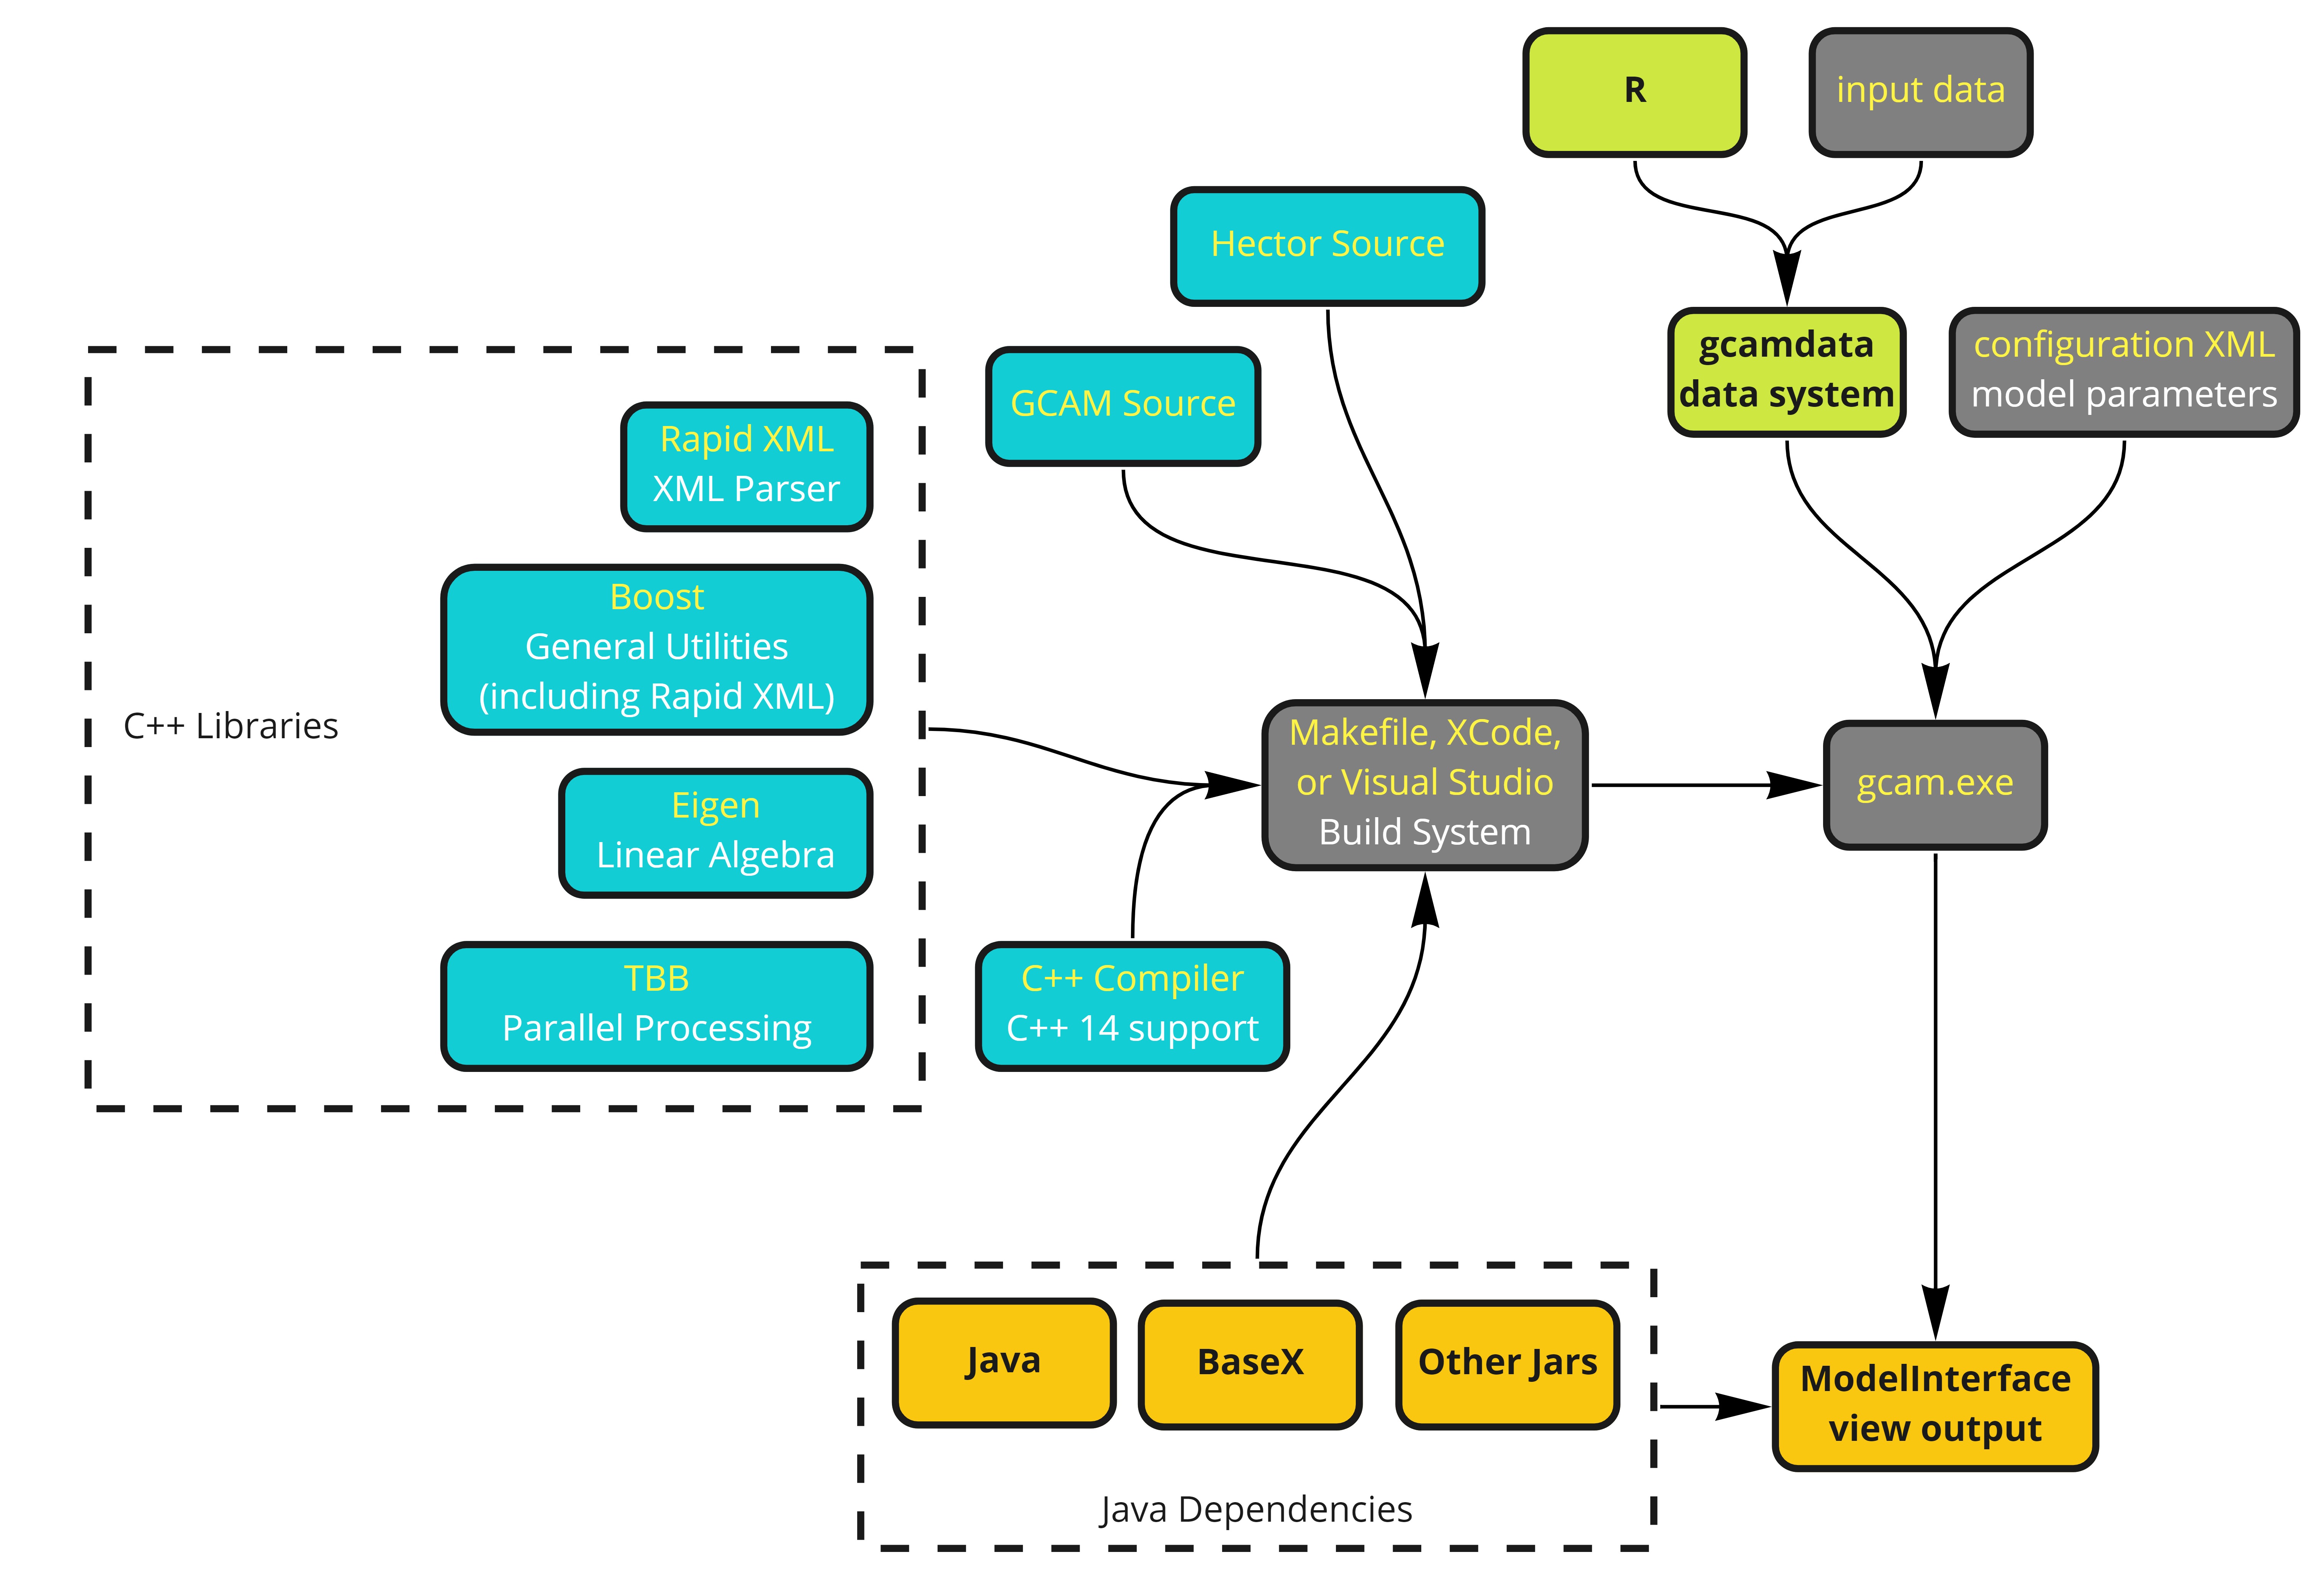 R
input data
Hector Source
gcamdata
data system
configuration XML
model parameters
GCAM Source
Rapid XML
XML Parser
Boost
General Utilities
(including Rapid XML)
C++ Libraries
Eigen
Linear Algebra
TBB
Parallel Processing
Makefile, XCode,
or Visual Studio
Build System
gcam.exe
C++ Compiler
C++ 14 support
Java
BaseX
Other Jars
Java Dependencies
ModelInterface
view output